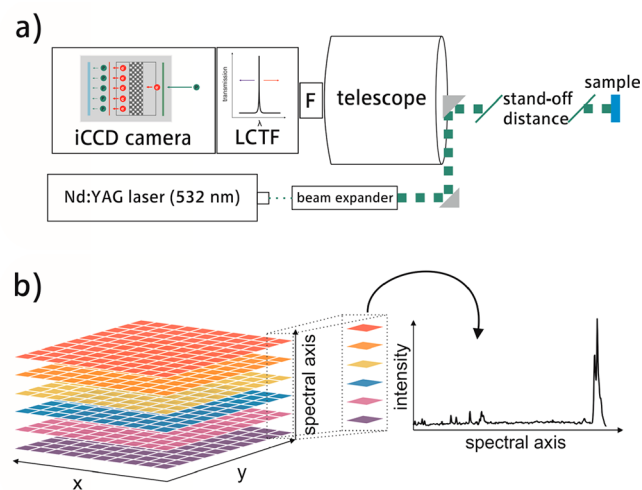 a)
iCCD camera
transmission
λ
LCTF
F
telescope
stand-off
distance
sample
Nd:YAG laser (532 nm)
beam expander
b)
x
y
spectral axis
intensity
spectral axis